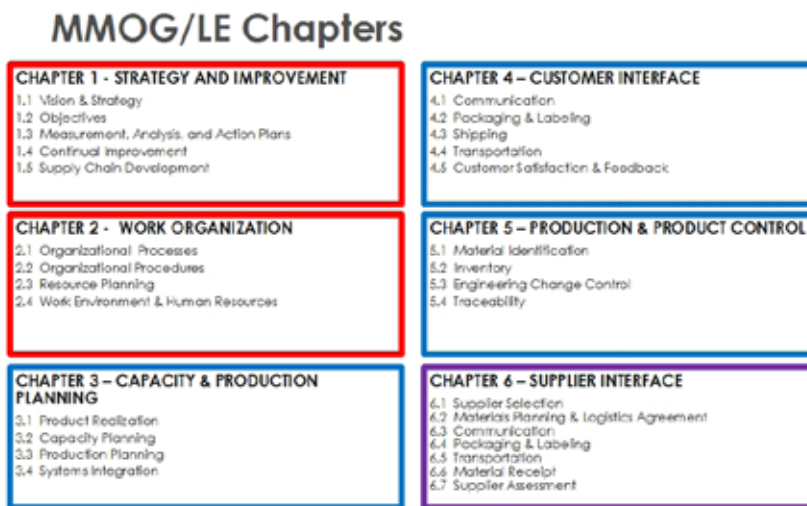 MMOG/LE Chapters
CHAPTER 1 - STRATEGY AND IMPROVEMENT
1.1 Vision & Strategy
1.2 Objectives
1.3 Measurement, Analysis, and Action Plans
1.4 Continual Improvement
1.5 Supply Chain Development
CHAPTER 2 - WORK ORGANIZATION
2.1 Organizational Processes
2.2 Organizational Procedures
2.3 Resource Planning
2.4 Work Environment & Human Resources
CHAPTER 3 – CAPACITY & PRODUCTION
PLANNING
3.1 Product Realization
3.2 Capacity Planning
3.3 Production Planning
3.4 Systems Integration
CHAPTER 4 – CUSTOMER INTERFACE
4.1 Communication
4.2 Packaging & Labeling
4.3 Shipping
4.4 Transportation
4.5 Customer Satisfaction & Feedback
CHAPTER 5 – PRODUCTION & PRODUCT CONTROL
5.1 Material Identification
5.2 Inventory
5.3 Engineering Change Control
5.4 Traceability
CHAPTER 6 – SUPPLIER INTERFACE
6.1 Supplier Selection
6.2 Materials Planning & Logistics Agreement
6.3 Communication
6.4 Packaging & Labeling
6.5 Transportation
6.6 Material Receipt
6.7 Supplier Assessment